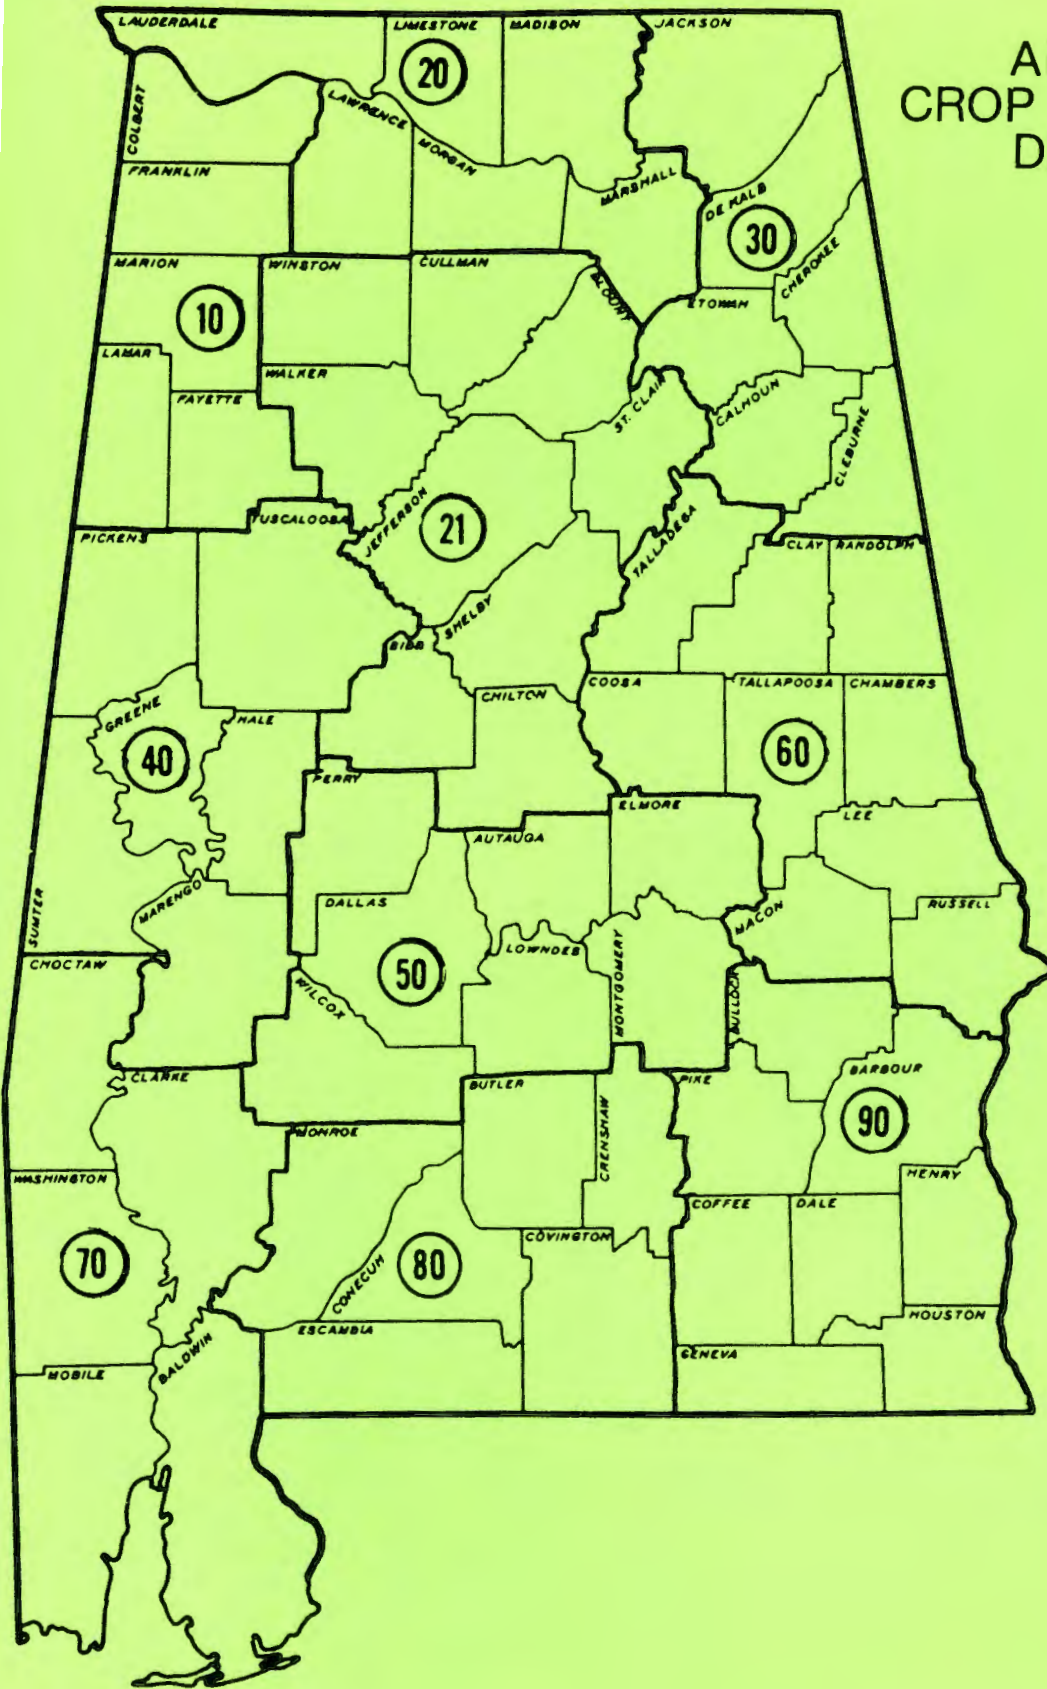 A
CROP
D
LAUDERDALE
LIMESTONE
MADISON
JACKSON
20
COLBERT
LAWRENCE
MORGAN
FRANKLIN
MARSHALL
DE KALB
30
CHEROKEE
MARION
WINSTON
CULLMAN
BLOUNT
ETOWAH
10
LAMAR
WALKER
FAYETTE
ST. CLAIR
CALHOUN
CLEBURNE
PICKENS
TUSCALOOSA
JEFFERSON
21
TALLADEGA
CLAY
RANDOLPH
BIBB
SHELBY
GREENE
HALE
CHILTON
COOSA
TALLAPOOSA
CHAMBERS
40
PERRY
60
ELMORE
LEE
AUTAUGA
SUMTER
MARENGO
DALLAS
MACON
RUSSELL
CHOCTAW
WILCOX
50
LOWNDES
MONTGOMERY
BULLOCK
CLARKE
BUTLER
PIKE
BARBOUR
90
MONROE
CRENSHAW
WASHINGTON
HENRY
COFFEE
DALE
70
CONECUH
80
COVINGTON
ESCAMBIA
HOUSTON
MOBILE
BALDWIN
GENEVA